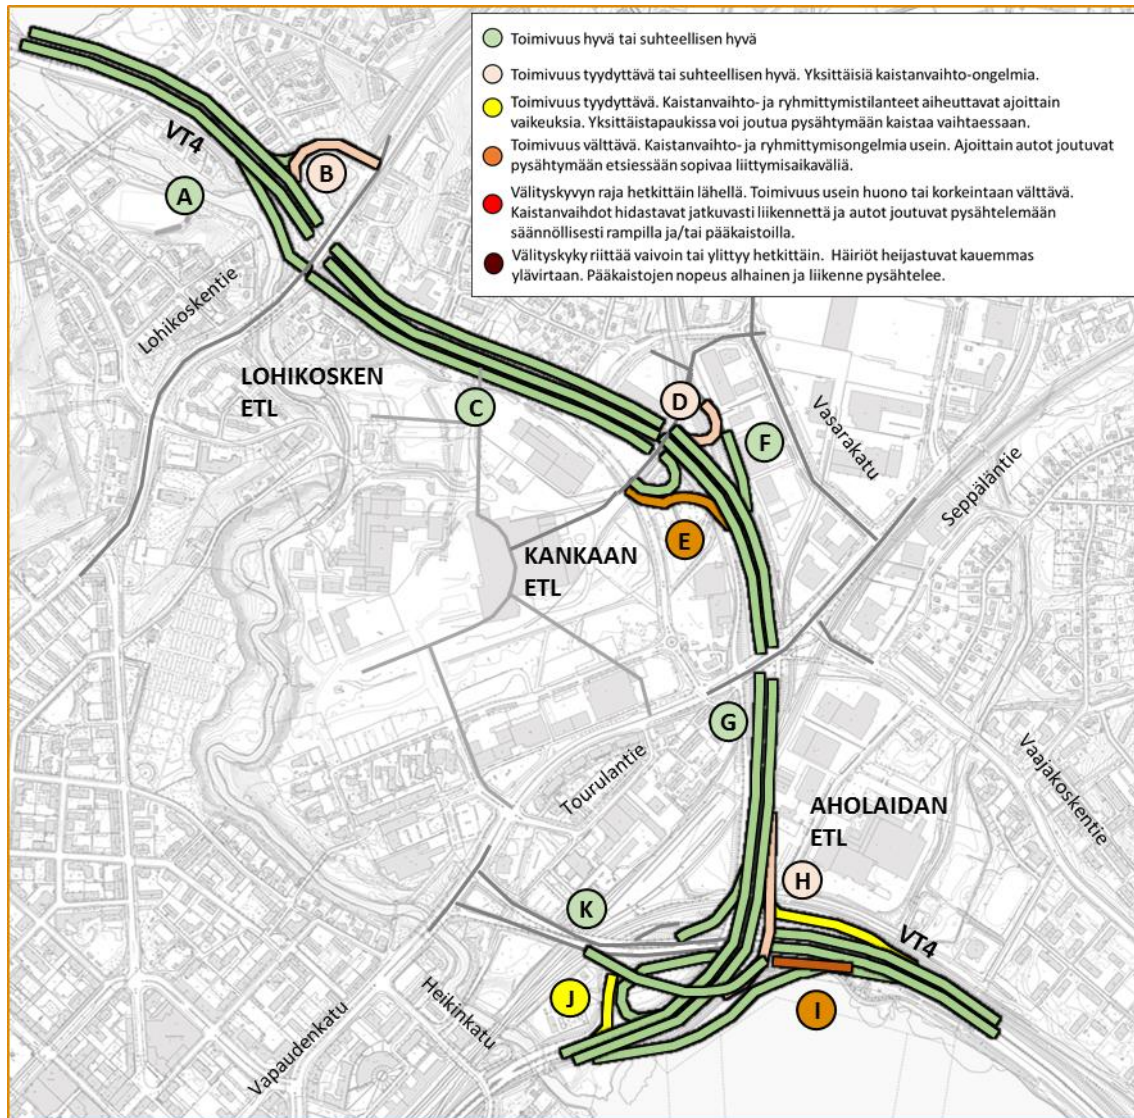 Toimivuus hyvä tai suhteellisen hyvä
Toimivuus tyydyttävä tai suhteellisen hyvä. Yksittäisiä kaistanvaihto-ongelmia.
Toimivuus tyydyttävä. Kaistanvaihto- ja ryhmittymistilanteet aiheuttavat ajoittain
vaikeuksia. Yksittäistapaukissa voi joutua pysähtymään kaistaa vaihtaessaan.
Toimivuus välttävä. Kaistanvaihto- ja ryhmittymisongelmia usein. Ajoittain autot joutuvat
pysähtymään etsiessään sopivaa liittymisaikaväliä.
Välityskyvyn raja hetkittäin lähellä. Toimivuus usein huono tai korkeintaan välttävä.
Kaistanvaihdot hidastavat jatkuvasti liikennettä ja autot joutuvat pysähtelemään
säännöllisesti rampilla ja/tai pääkaistoilla.
Välityskyky riittää vaivoin tai ylittyy hetkittäin. Häiriöt heijastuvat kauemmas
ylävirtaan. Pääkaistojen nopeus alhainen ja liikenne pysähtelee.
VT4
A
B
Lohikoskentie
LOHIKOSKEN
ETL
C
D
F
Vasarakatu
Seppäläntie
E
KANKAAN
ETL
G
Tourulantie
AHOLAIDAN
ETL
Vaajakoskentie
H
K
VT4
J
I
Heikinkatu
Vapaudenkatu